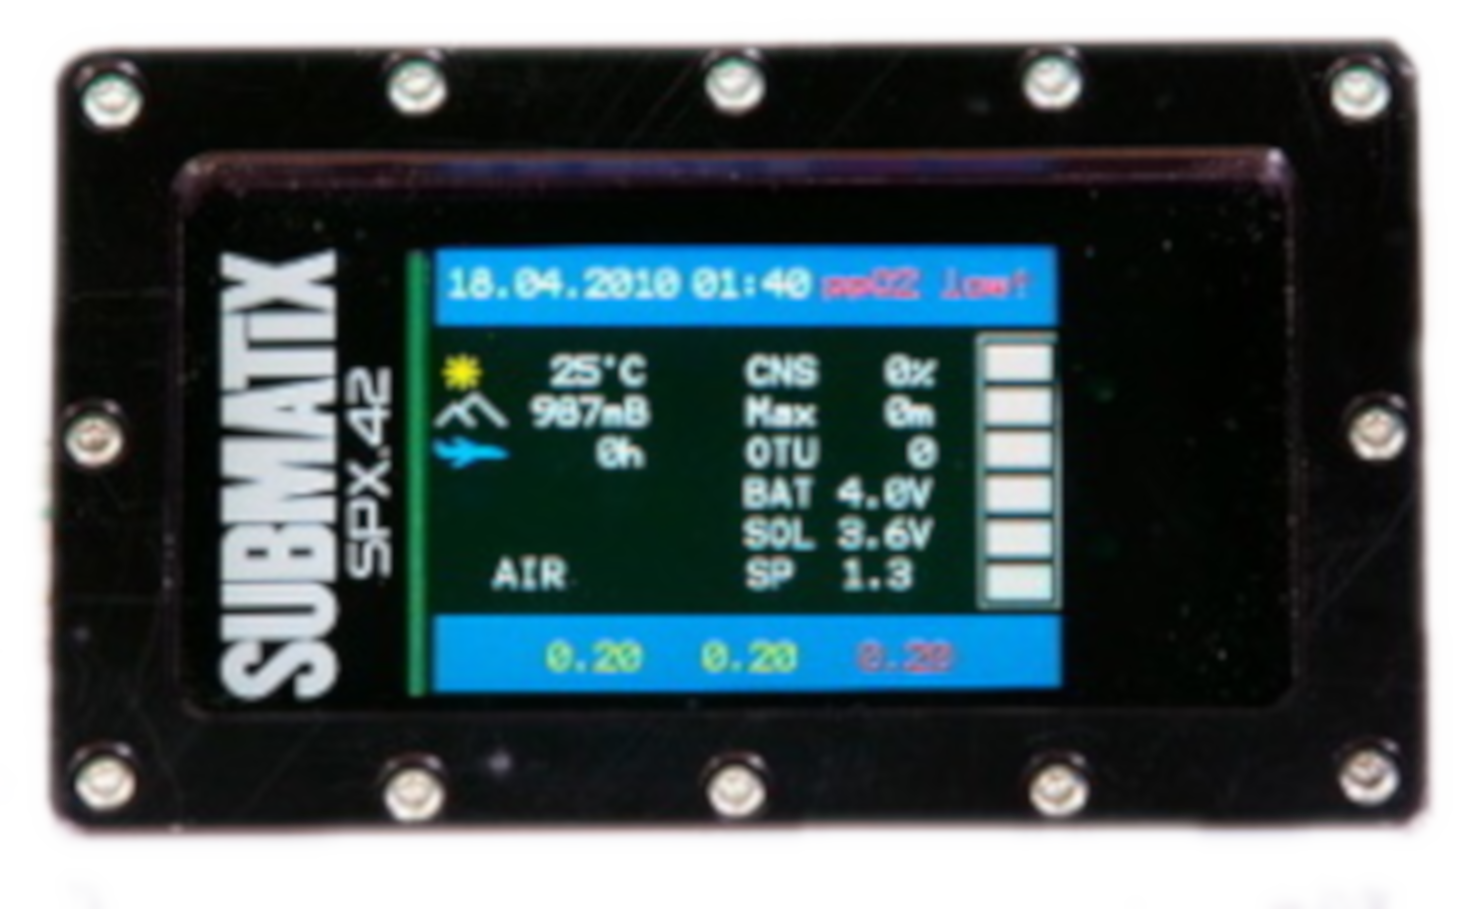 SUBMATIX
SPX.42
18.04.2010 01:40 ppO2 low↑
25°C CNS 0%
987mB Max 0m
0h OTU 0
BAT 4.0V
SOL 3.6V
AIR SP 1.3
0.20 0.20 0.20